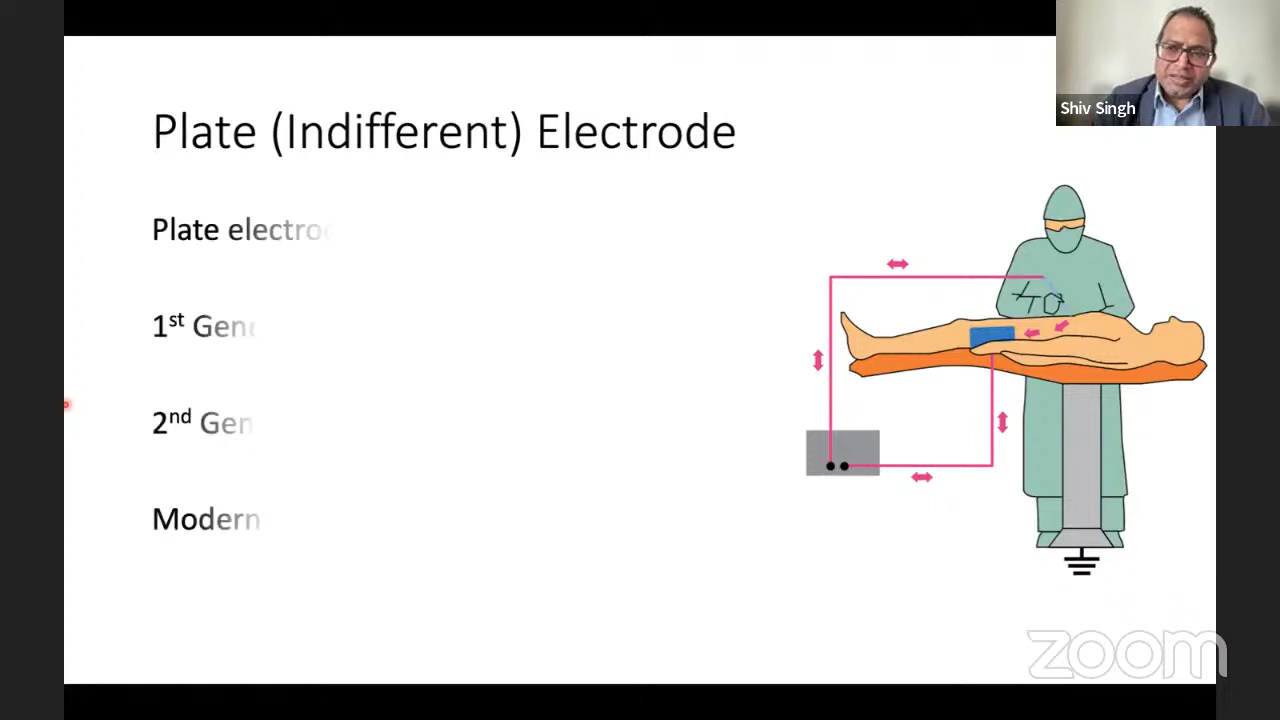 Shiv Singh
Plate (Indifferent) Electrode
Plate electro
1st Gen
2nd Gen
Modern
zoom